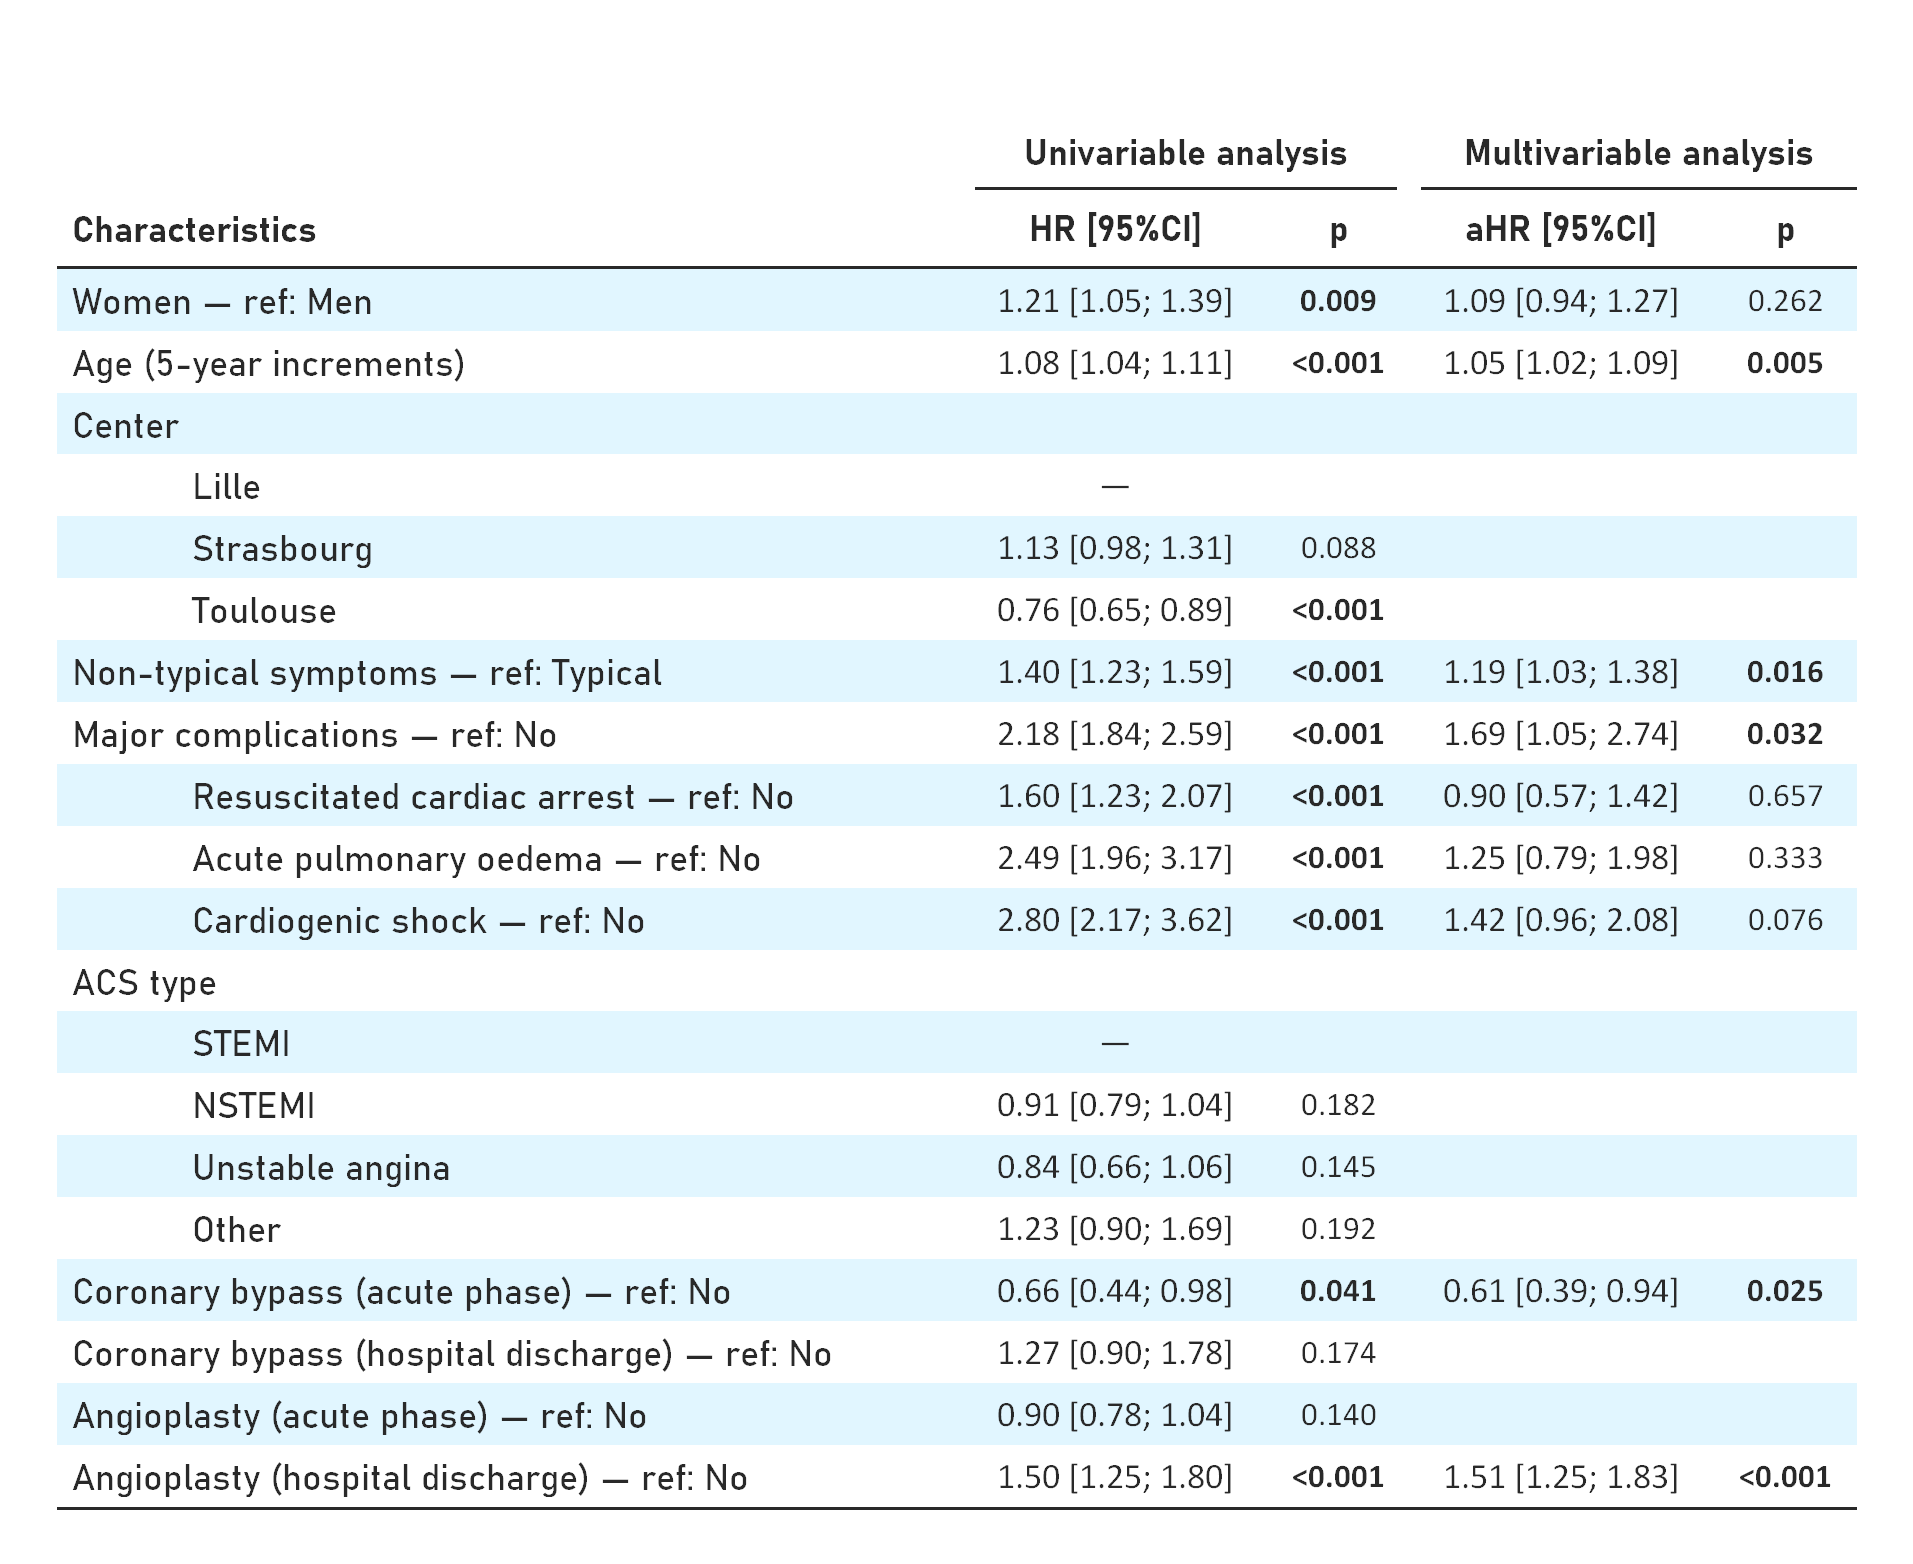 Univariable analysis Multivariable analysis
Characteristics HR [95%CI] p aHR [95%CI] p
Women — ref: Men 1.21 [1.05; 1.39] 0.009 1.09 [0.94; 1.27] 0.262
Age (5-year increments) 1.08 [1.04; 1.11] <0.001 1.05 [1.02; 1.09] 0.005
Center
Lille —
Strasbourg 1.13 [0.98; 1.31] 0.088
Toulouse 0.76 [0.65; 0.89] <0.001
Non-typical symptoms — ref: Typical 1.40 [1.23; 1.59] <0.001 1.19 [1.03; 1.38] 0.016
Major complications — ref: No 2.18 [1.84; 2.59] <0.001 1.69 [1.05; 2.74] 0.032
Resuscitated cardiac arrest — ref: No 1.60 [1.23; 2.07] <0.001 0.90 [0.57; 1.42] 0.657
Acute pulmonary oedema — ref: No 2.49 [1.96; 3.17] <0.001 1.25 [0.79; 1.98] 0.333
Cardiogenic shock — ref: No 2.80 [2.17; 3.62] <0.001 1.42 [0.96; 2.08] 0.076
ACS type
STEMI —
NSTEMI 0.91 [0.79; 1.04] 0.182
Unstable angina 0.84 [0.66; 1.06] 0.145
Other 1.23 [0.90; 1.69] 0.192
Coronary bypass (acute phase) — ref: No 0.66 [0.44; 0.98] 0.041 0.61 [0.39; 0.94] 0.025
Coronary bypass (hospital discharge) — ref: No 1.27 [0.90; 1.78] 0.174
Angioplasty (acute phase) — ref: No 0.90 [0.78; 1.04] 0.140
Angioplasty (hospital discharge) — ref: No 1.50 [1.25; 1.80] <0.001 1.51 [1.25; 1.83] <0.001